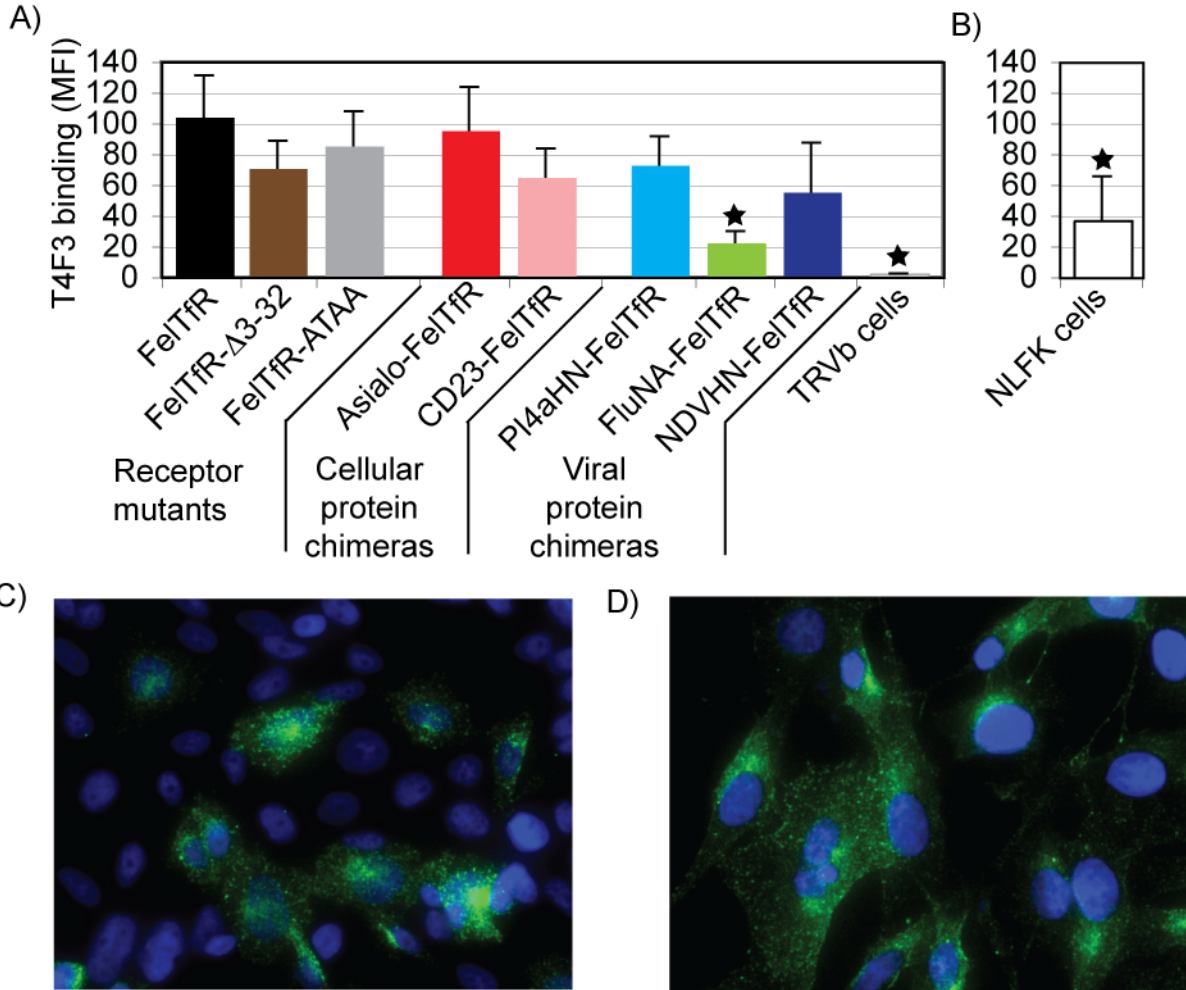 A)
B)
T4F3 binding (MFI)
140
120
100
80
60
40
20
0
140
120
100
80
60
40
20
0
FelTfR
FelTfR-Δ3-32
FelTfR-ATAA
Asialo-FelTfR
CD23-FelTfR
PI4aHN-FelTfR
FluNA-FelTfR
NDVHN-FelTfR
TRVb cells
NLFK cells
Receptor
mutants
Cellular
protein
chimeras
Viral
protein
chimeras
C)
D)